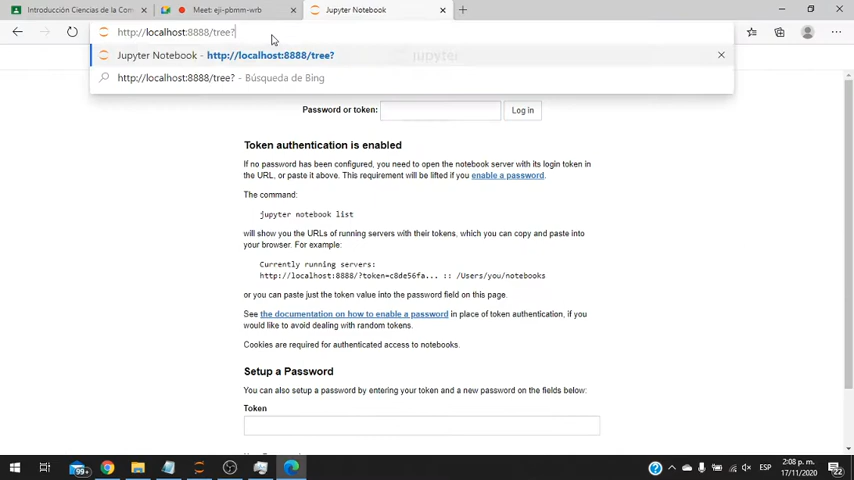 Introducción Ciencias de la Com
Meet: eji-pbmm-wrb
Jupyter Notebook
http://localhost:8888/tree?
Jupyter Notebook - http://localhost:8888/tree?
http://localhost:8888/tree? - Búsqueda de Bing
Password or token:
Log in
Token authentication is enabled
If no password has been configured, you need to open the notebook server with its login token in
the URL, or paste it above. This requirement will be lifted if you enable a password.
The command:
jupyter notebook list
will show you the URLs of running servers with their tokens, which you can copy and paste into
your browser. For example:
Currently running servers:
http://localhost:8888/?token=c8de56fa... :: /Users/you/notebooks
or you can paste just the token value into the password field on this page.
See the documentation on how to enable a password in place of token authentication, if you
would like to avoid dealing with random tokens.
Cookies are required for authenticated access to notebooks.
Setup a Password
You can also setup a password by entering your token and a new password on the fields below:
Token
99+
ESP
2:08 p. m.
17/11/2020
22